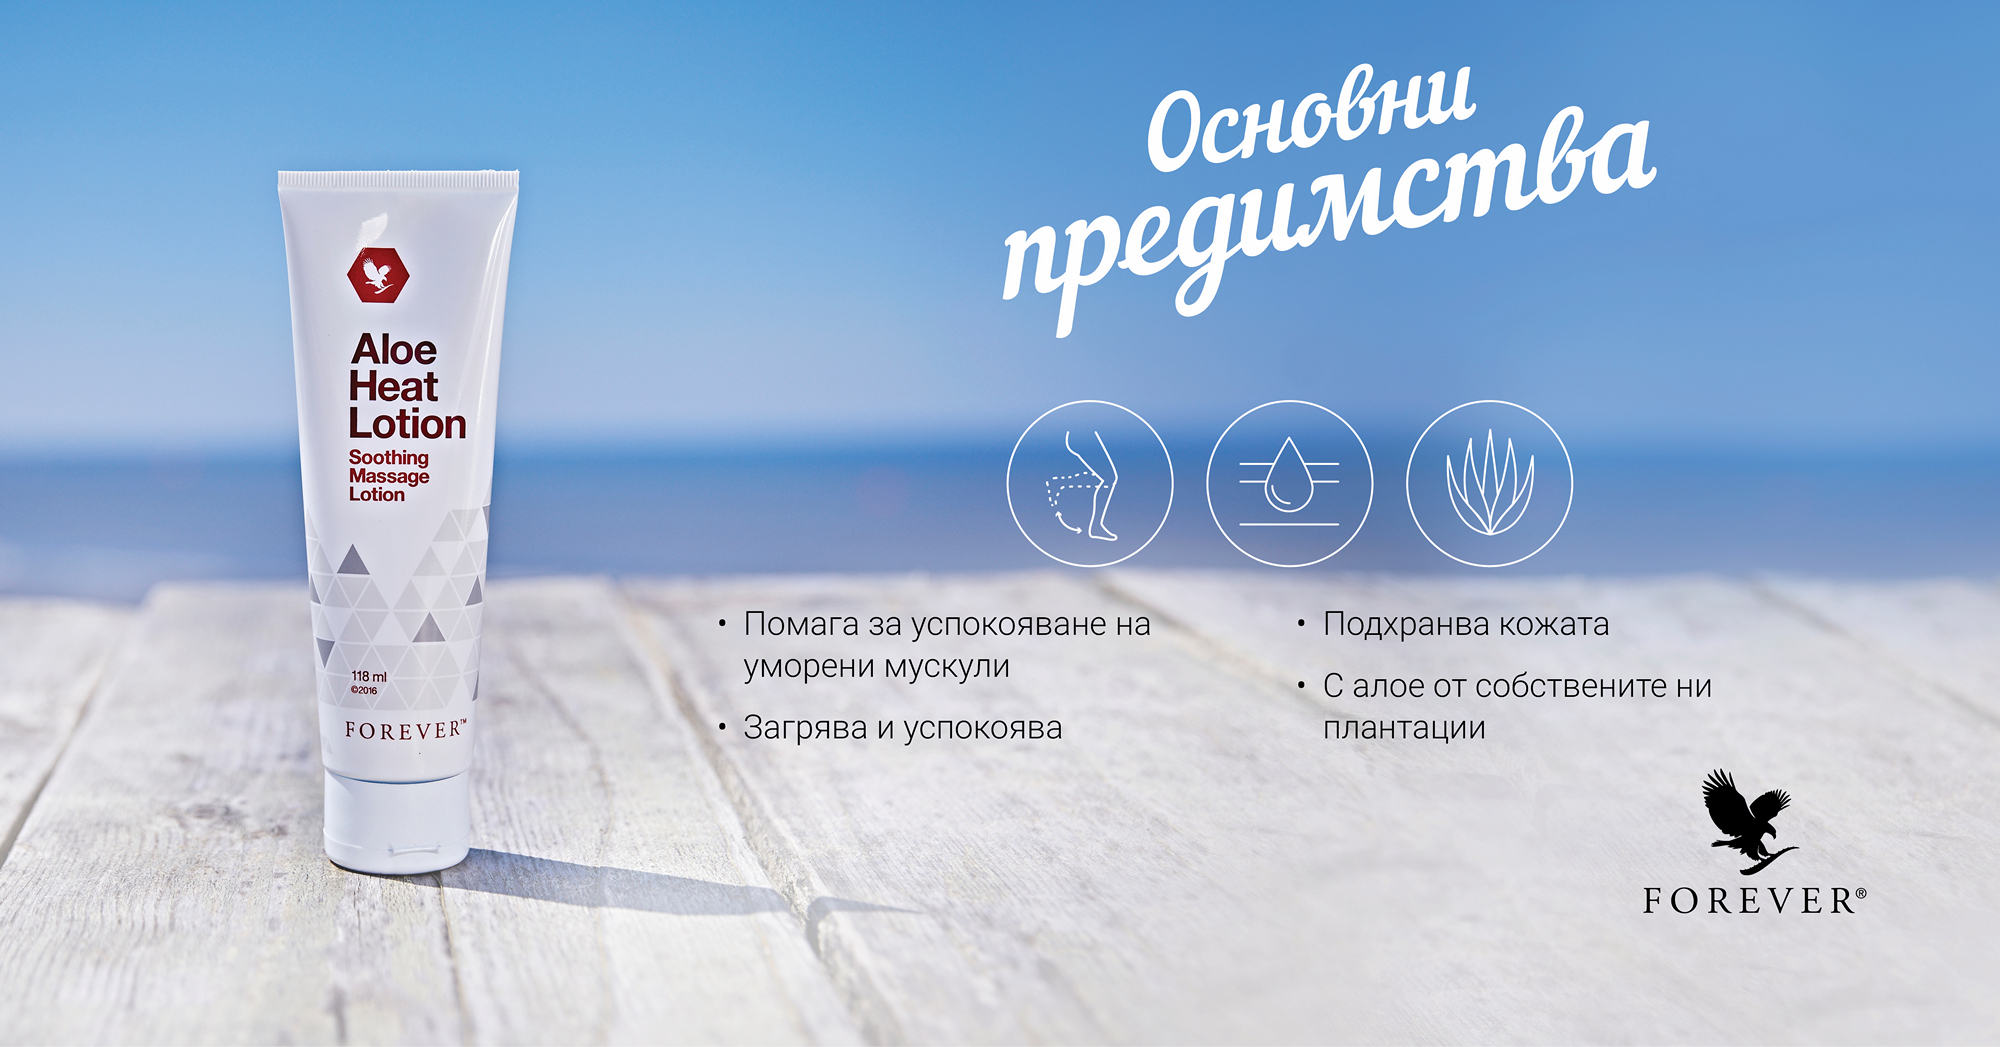 Основни
предимства
Aloe
Heat
Lotion
Soothing
Massage
Lotion
118 ml
©2016
FOREVER™
• Помага за успокояване на
уморени мускули
• Загрява и успокоява
• Подхранва кожата
• С алое от собствените ни
плантации
FOREVER®